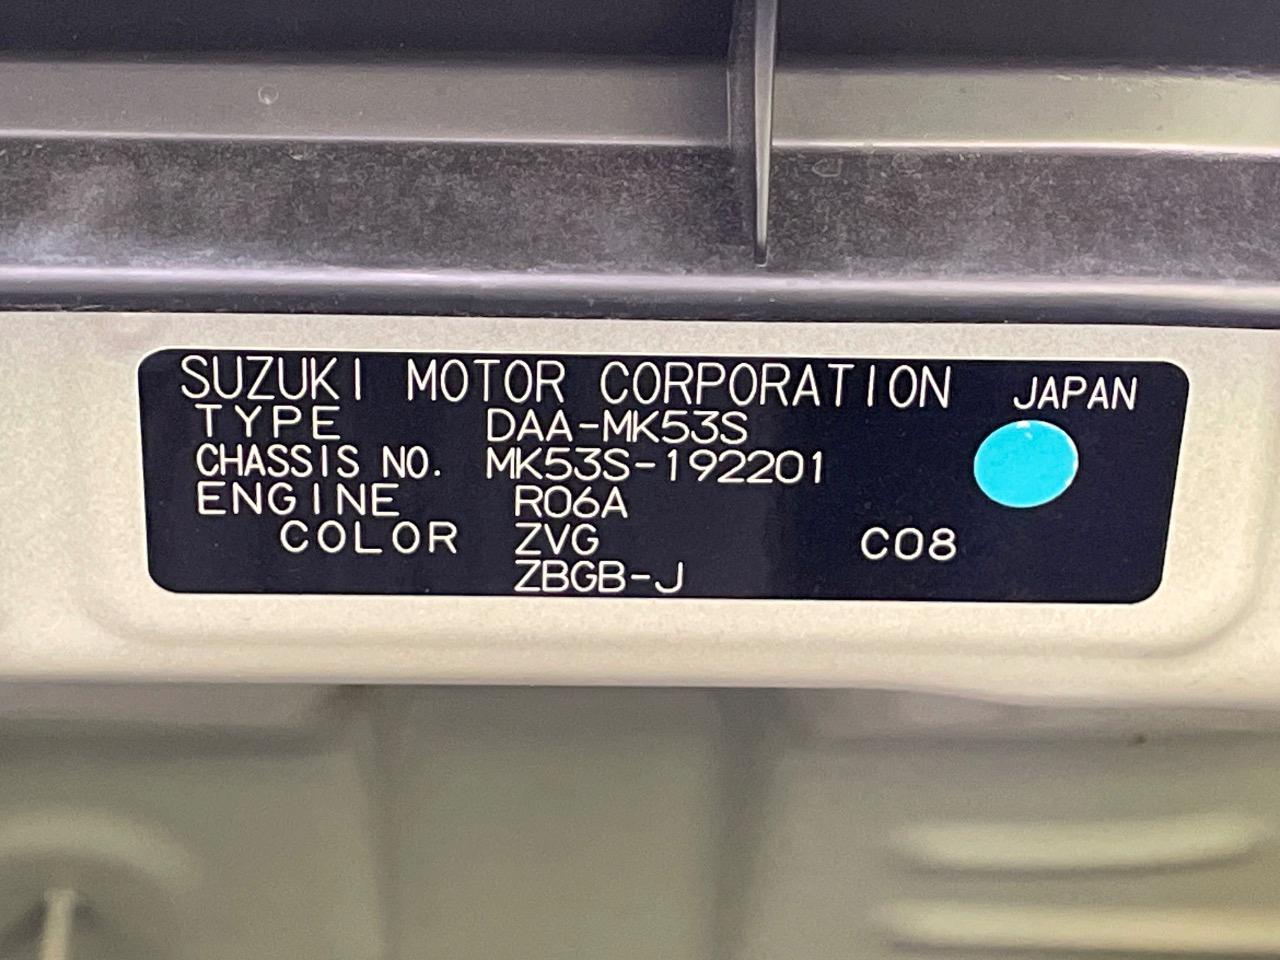 SUZUKI MOTOR CORPORATION JAPAN
TYPE DAA-MK53S
CHASSIS NO. MK53S-192201
ENGINE R06A
COLOR ZVG C08
ZBGB-J